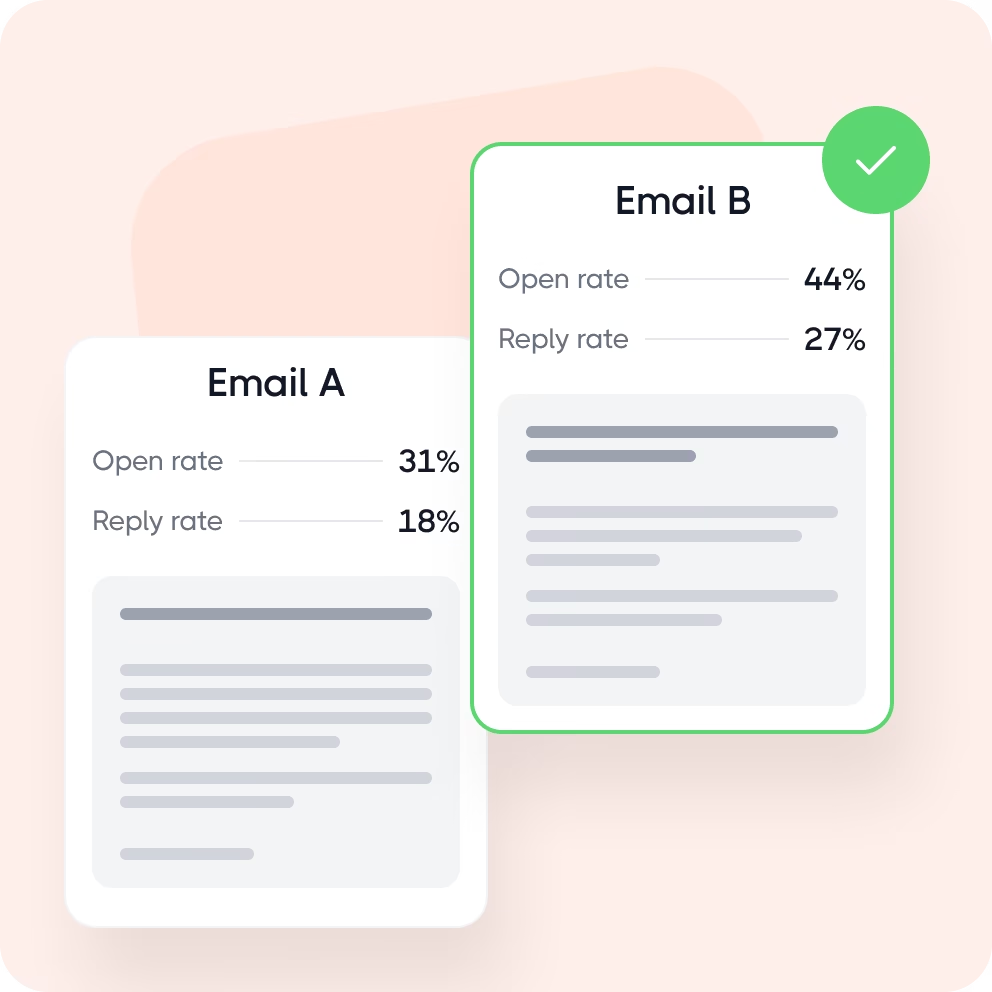 Email B
Open rate 44%
Reply rate 27%
Email A
Open rate 31%
Reply rate 18%